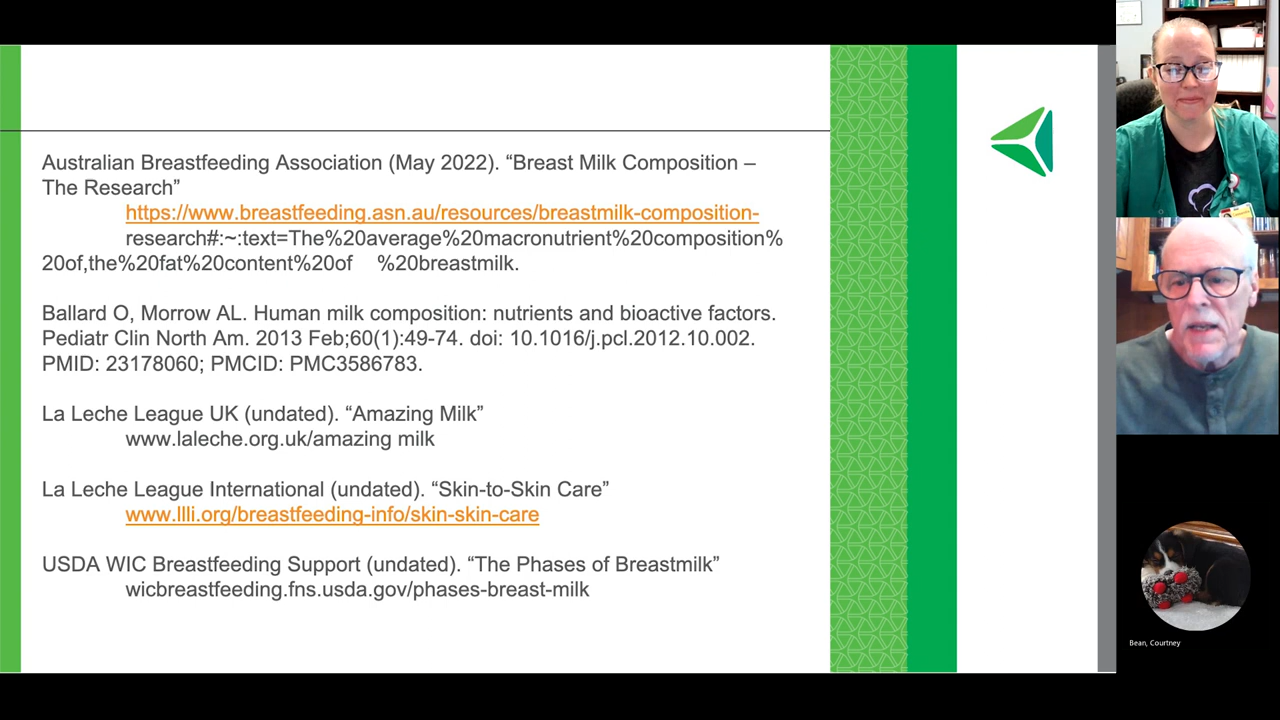 Australian Breastfeeding Association (May 2022). “Breast Milk Composition –
The Research”
https://www.breastfeeding.asn.au/resources/breastmilk-composition-
research#:~:text=The%20average%20macronutrient%20composition%
20of,the%20fat%20content%20of %20breastmilk.
Ballard O, Morrow AL. Human milk composition: nutrients and bioactive factors.
Pediatr Clin North Am. 2013 Feb;60(1):49-74. doi: 10.1016/j.pcl.2012.10.002.
PMID: 23178060; PMCID: PMC3586783.
La Leche League UK (undated). “Amazing Milk”
www.laleche.org.uk/amazing milk
La Leche League International (undated). “Skin-to-Skin Care”
www.llli.org/breastfeeding-info/skin-skin-care
USDA WIC Breastfeeding Support (undated). “The Phases of Breastmilk”
wicbreastfeeding.fns.usda.gov/phases-breast-milk
Bean, Courtney